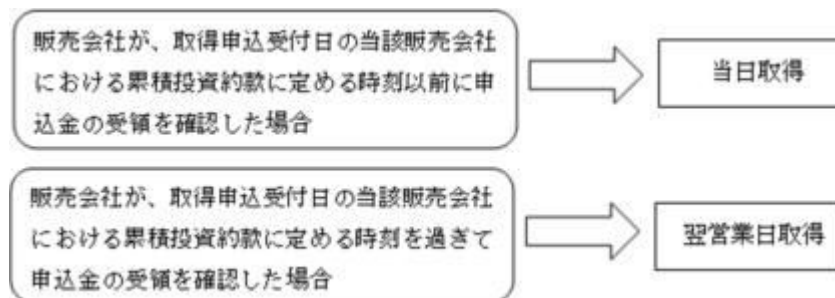 販売会社が、取得申込受付日の当該販売会社
における累積投資約款に定める時刻以前に申
込金の受領を確認した場合
当日取得
販売会社が、取得申込受付日の当該販売会社
における累積投資約款に定める時刻を過ぎて
申込金の受領を確認した場合
翌営業日取得